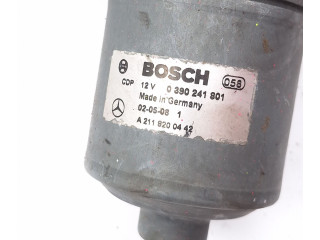 BOSCH C58
CDP 12 V 0 390 241 801
Made in Germany
02-05-08 1
A 211 820 04 42